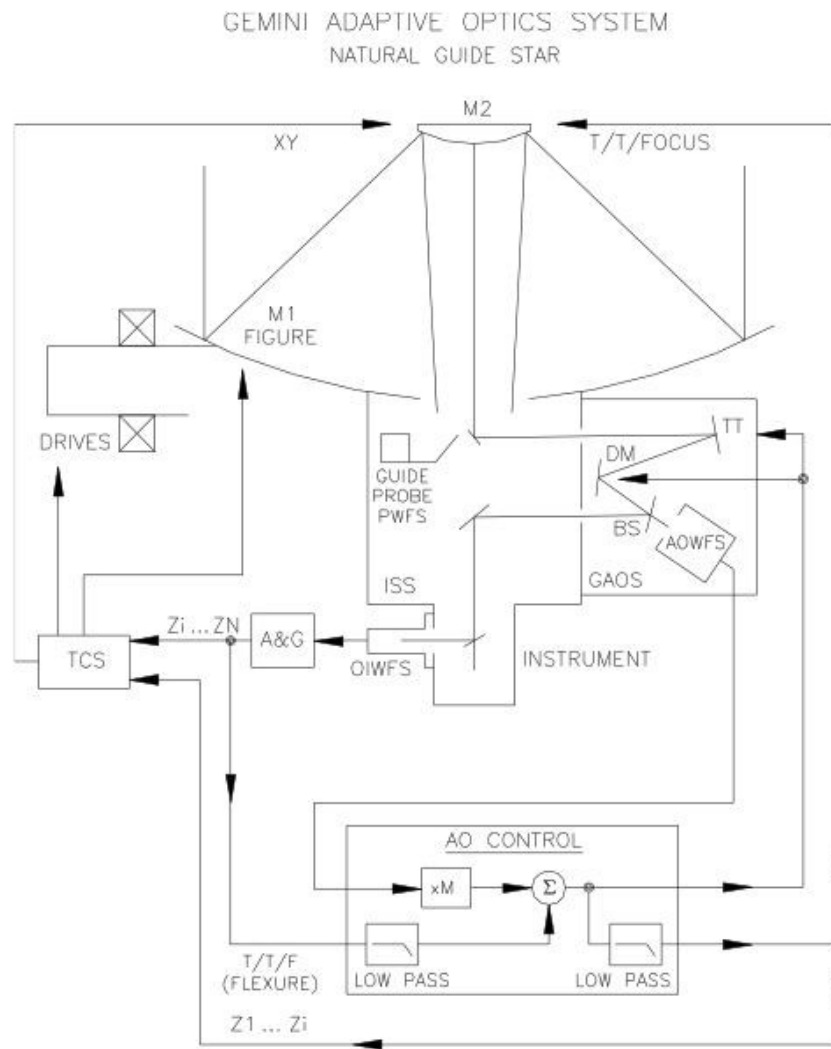 GEMINI ADAPTIVE OPTICS SYSTEM
NATURAL GUIDE STAR
M2
XY
T/T/FOCUS
M1
FIGURE
DRIVES
TT
DM
GUIDE
PROBE
PWFS
BS
AOWFS
ISS
GAOS
Zi ... ZN
A&G
TCS
OIWFS
INSTRUMENT
AO CONTROL
xM
Σ
T/T/F
(FLEXURE)
LOW PASS
LOW PASS
Z1 ... Zi